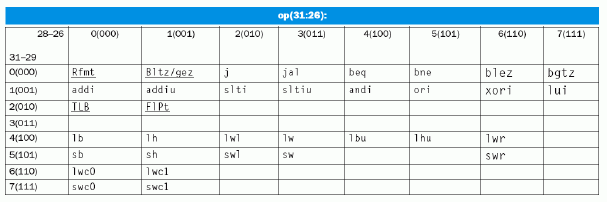 op(31:26):
28–26 0(000) 1(001) 2(010) 3(011) 4(100) 5(101) 6(110) 7(111)
31–29
0(000) Rfmt Bltz/gez j jal beq bne blez bgtz
1(001) addi addiu slti sltiu andi ori xori lui
2(010) TLB FlPt
3(011)
4(100) lb lh lwl lw lbu lhu lwr
5(101) sb sh swl sw swr
6(110) lwc0 lwc1
7(111) swc0 swc1